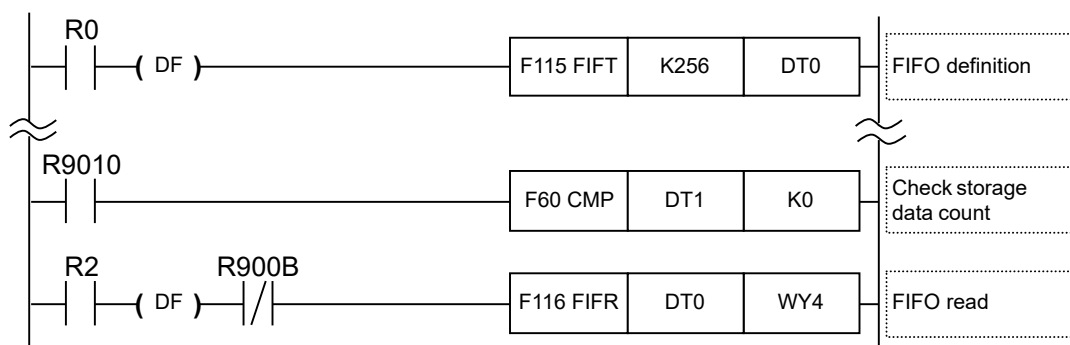 R0
( DF ) F115 FIFT K256 DT0 FIFO definition
R9010
F60 CMP DT1 K0 Check storage
data count
R2 R900B
( DF ) F116 FIFR DT0 WY4 FIFO read